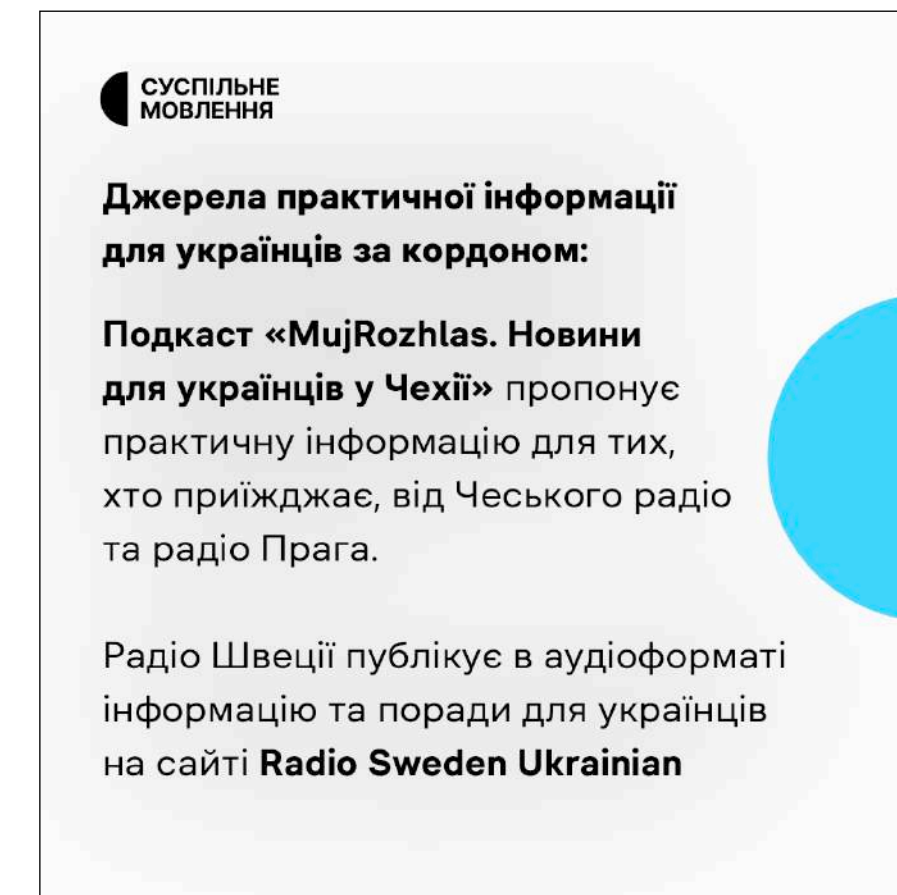 СУСПІЛЬНЕ
МОВЛЕННЯ
Джерела практичної інформації
для українців за кордоном:
Подкаст «MujRozhlas. Новини
для українців у Чехії» пропонує
практичну інформацію для тих,
хто приїжджає, від Чеського радіо
та радіо Прага.
Радіо Швеції публікує в аудіоформаті
інформацію та поради для українців
на сайті Radio Sweden Ukrainian